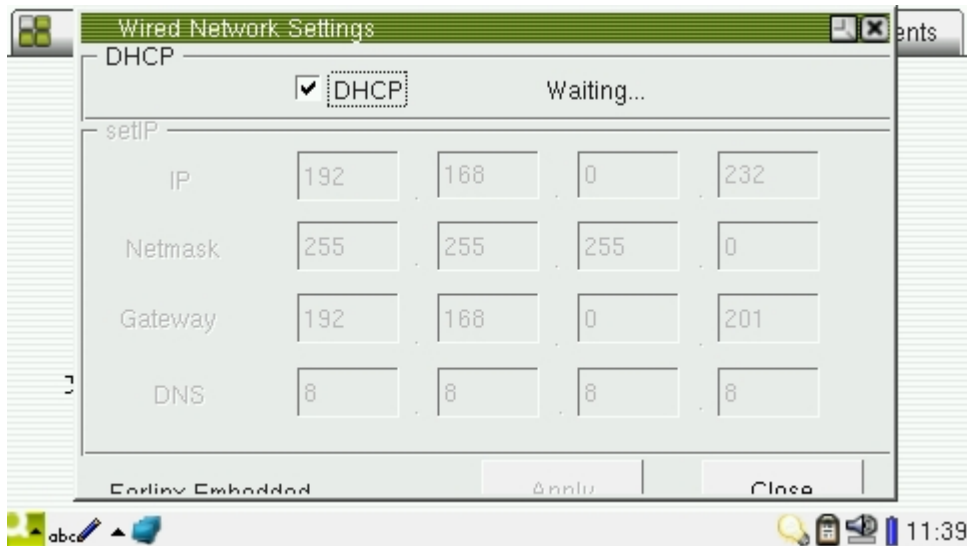 Wired Network Settings
ents
DHCP
DHCP Waiting...
setIP
IP 192 . 168 . 0 . 232
Netmask 255 . 255 . 255 . 0
Gateway 192 . 168 . 0 . 201
DNS 8 . 8 . 8 . 8
Forlinx Embedded Apply Close
abc 11:39